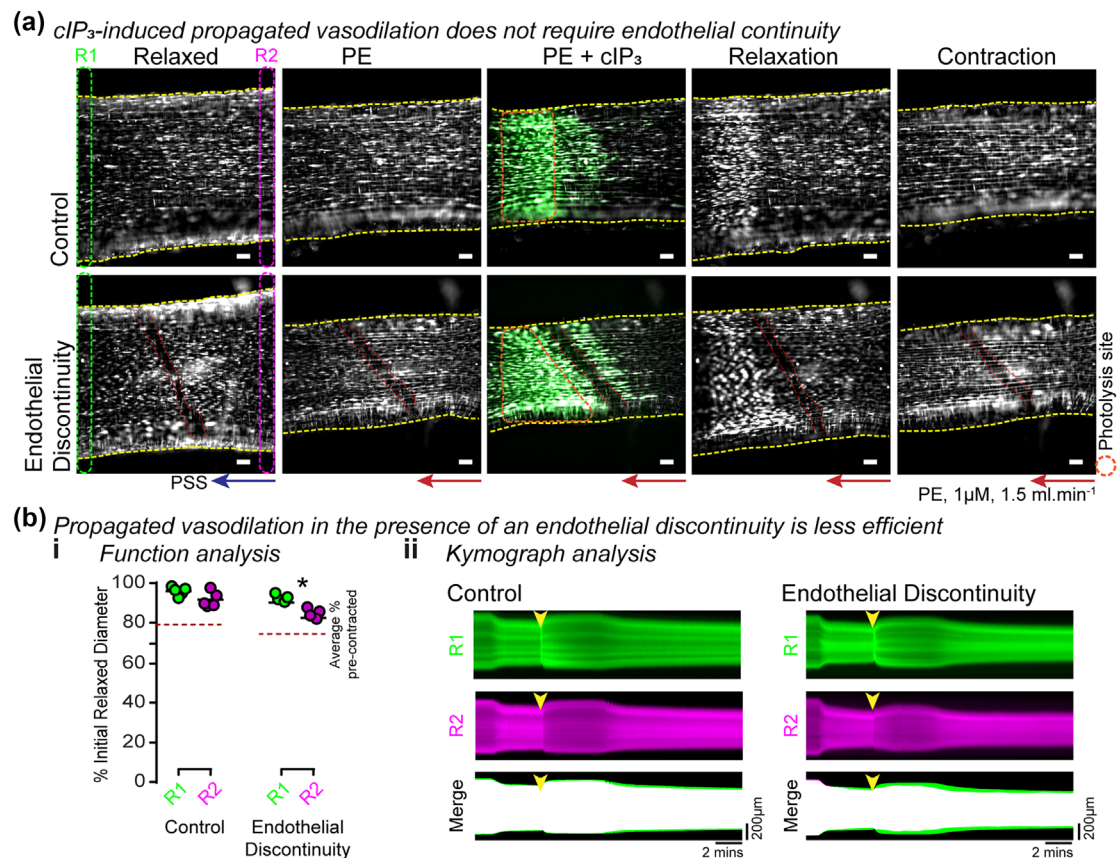 (a) cIP₃-induced propagated vasodilation does not require endothelial continuity
R1 Relaxed R2 PE PE + cIP₃ Relaxation Contraction
Control
Endothelial
Discontinuity
Photolysis site
PSS
PE, 1µM, 1.5 ml.min⁻¹
(b) Propagated vasodilation in the presence of an endothelial discontinuity is less efficient
i Function analysis
ii Kymograph analysis
% Initial Relaxed Diameter
100
80
60
40
20
0
*
Average %
pre-contracted
R1 R2 R1 R2
Control
Endothelial
Discontinuity
Control
Endothelial Discontinuity
R1
R1
R2
R2
Merge
Merge
200µm
200µm
2 mins
2 mins